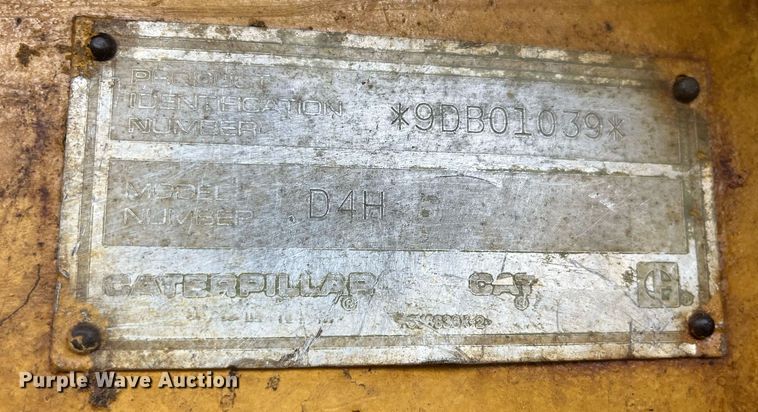 PRODUCT
IDENTIFICATION
NUMBER
*9DB01039*
MODEL
NUMBER
D4H
CATERPILLAR®
CAT®
Purple Wave Auction